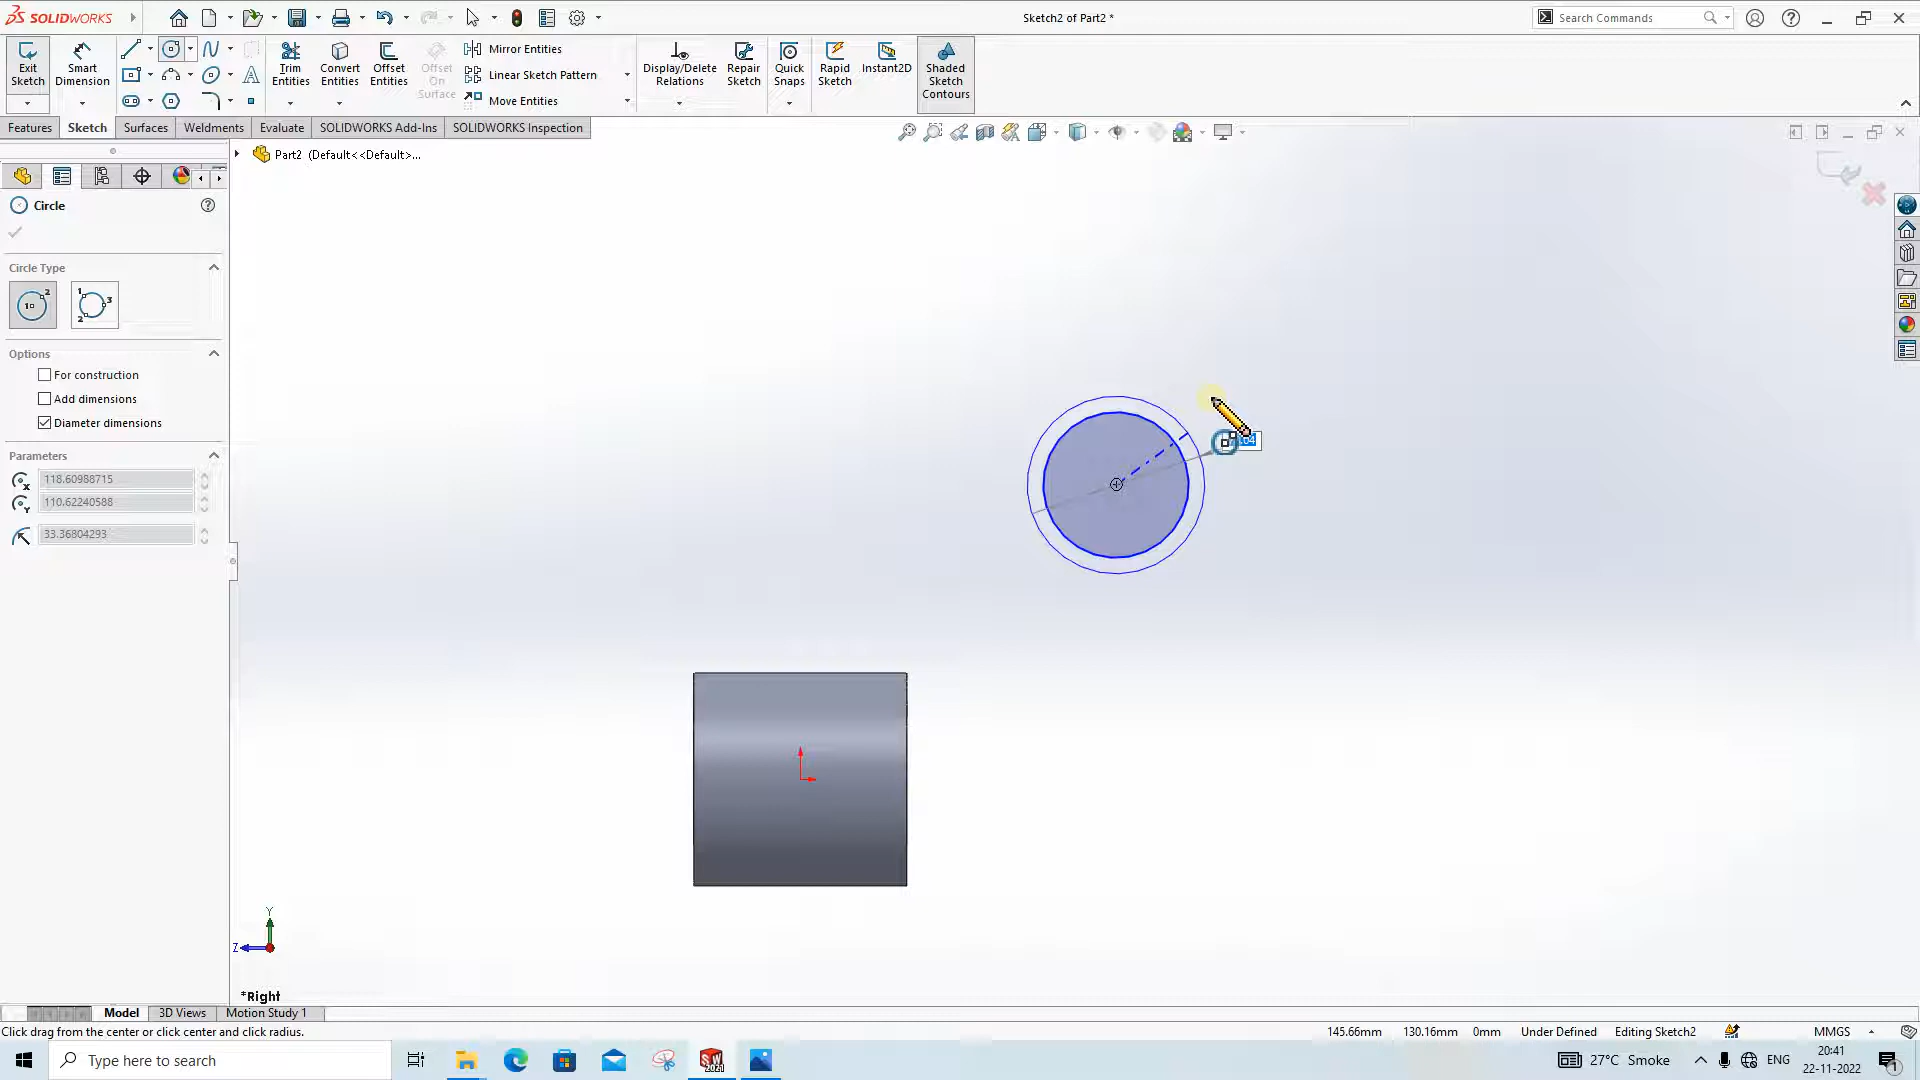 SOLIDWORKS
Sketch2 of Part2 *
Search Commands
Exit Sketch
Smart Dimension
Trim Entities
Convert Entities
Offset Entities
Offset On Surface
Mirror Entities
Linear Sketch Pattern
Move Entities
Display/Delete Relations
Repair Sketch
Quick Snaps
Rapid Sketch
Instant2D
Shaded Sketch Contours
Features
Sketch
Surfaces
Weldments
Evaluate
SOLIDWORKS Add-Ins
SOLIDWORKS Inspection
Part2 (Default<<Default>...
Circle
Circle Type
Options
For construction
Add dimensions
Diameter dimensions
Parameters
118.60988715
110.62240588
33.36804293
Y
Z
*Right
Model
3D Views
Motion Study 1
Click drag from the center or click center and click radius.
145.66mm
130.16mm
0mm
Under Defined
Editing Sketch2
MMGS
Type here to search
27°C Smoke
ENG
20:41
22-11-2022